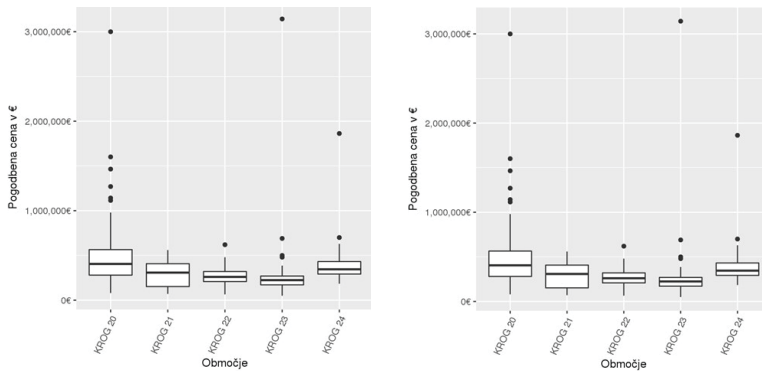 3,000,000€
2,000,000€
1,000,000€
0€
Pogodbena cena v €
KROG 20
KROG 21
KROG 22
KROG 23
KROG 24
Območje
3,000,000€
2,000,000€
1,000,000€
0€
Pogodbena cena v €
KROG 20
KROG 21
KROG 22
KROG 23
KROG 24
Območje